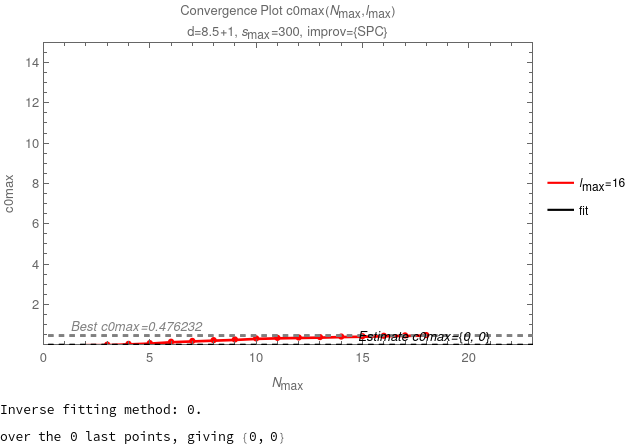 Convergence Plot c0max(Nmax,lmax)
d=8.5+1, smax=300, improv={SPC}
14
12
10
8
6
4
2
c0max
Best c0max=0.476232
Estimate c0max={0, 0}
0
5
10
15
20
Nmax
lmax=16
fit
Inverse fitting method: 0.
over the 0 last points, giving {0, 0}